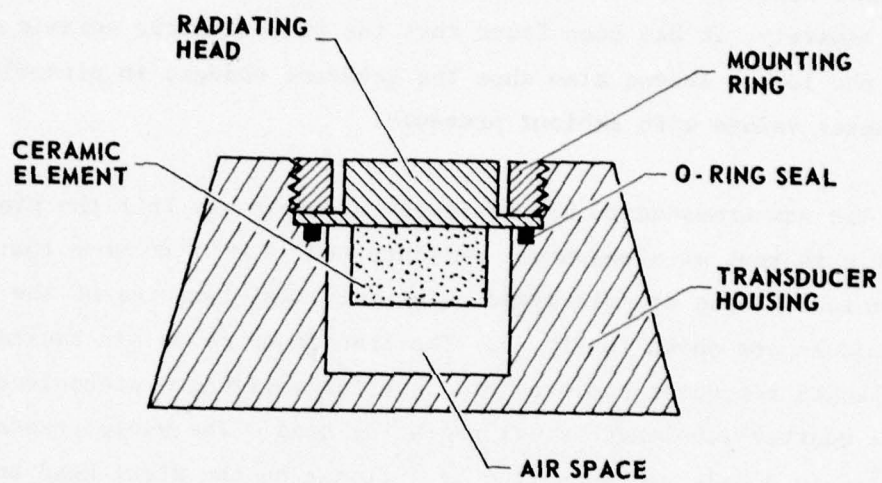 RADIATING
HEAD
MOUNTING
RING
CERAMIC
ELEMENT
O-RING SEAL
TRANSDUCER
HOUSING
AIR SPACE